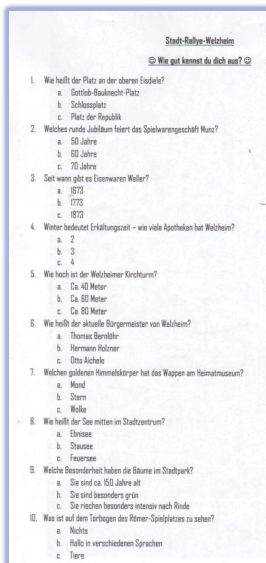 Stadt-Rallye-Welzheim
☺ Wie gut kennst du dich aus? ☺
1. Wie heißt der Platz an der oberen Eisdiele?
a. Gottlob-Bauknecht-Platz
b. Schlossplatz
c. Platz der Republik
2. Welches runde Jubiläum feiert das Spielwarengeschäft Munz?
a. 50 Jahre
b. 60 Jahre
c. 70 Jahre
3. Seit wann gibt es Eisenwaren Weller?
a. 1673
b. 1773
c. 1873
4. Winter bedeutet Erkältungszeit – wie viele Apotheken hat Welzheim?
a. 2
b. 3
c. 4
5. Wie hoch ist der Welzheimer Kirchturm?
a. Ca. 40 Meter
b. Ca. 60 Meter
c. Ca. 80 Meter
6. Wie heißt der aktuelle Bürgermeister von Welzheim?
a. Thomas Bernlöhr
b. Hermann Holzner
c. Otto Aichele
7. Welchen goldenen Himmelskörper hat das Wappen am Heimatmuseum?
a. Mond
b. Stern
c. Wolke
8. Wie heißt der See mitten im Stadtzentrum?
a. Ebnisee
b. Stausee
c. Feuersee
9. Welche Besonderheit haben die Bäume im Stadtpark?
a. Sie sind ca. 150 Jahre alt
b. Sie sind besonders grün
c. Sie riechen besonders intensiv nach Rinde
10. Was ist auf dem Torbogen des Römer-Spielplatzes zu sehen?
a. Nichts
b. Hallo in verschiedenen Sprachen
c. Tiere